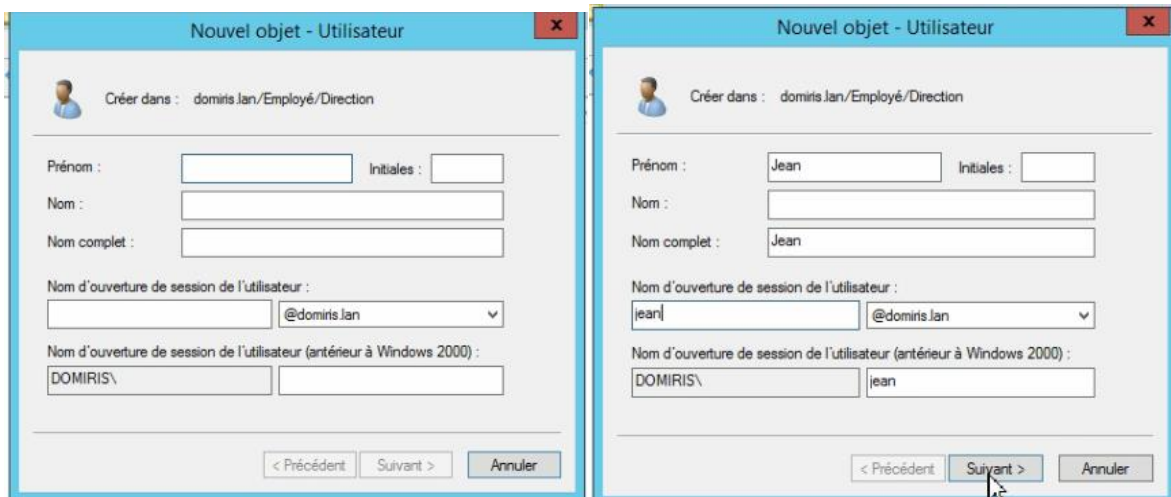 Nouvel objet - Utilisateur
x
Créer dans : domiris.lan/Employé/Direction
Prénom :
Initiales :
Nom :
Nom complet :
Nom d'ouverture de session de l'utilisateur :
@domiris.lan
Nom d'ouverture de session de l'utilisateur (antérieur à Windows 2000) :
DOMIRIS\
< Précédent Suivant > Annuler
Nouvel objet - Utilisateur
x
Créer dans : domiris.lan/Employé/Direction
Prénom : Jean Initiales :
Nom :
Nom complet : Jean
Nom d'ouverture de session de l'utilisateur :
jean @domiris.lan
Nom d'ouverture de session de l'utilisateur (antérieur à Windows 2000) :
DOMIRIS\ jean
< Précédent Suivant > Annuler